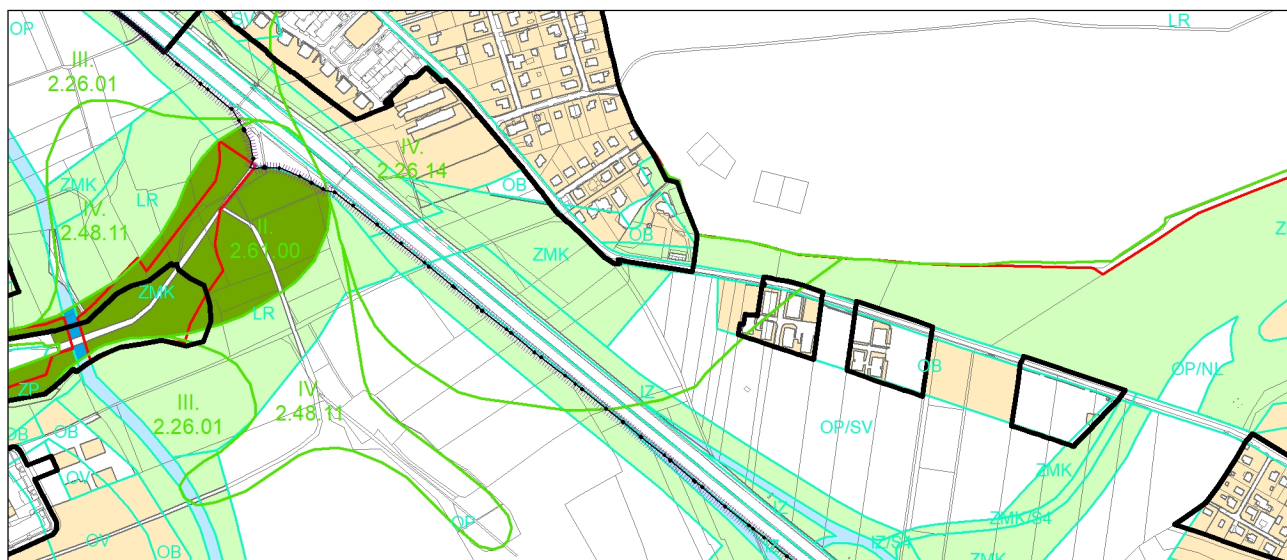 OP
SV
LR
III.
2.26.01
IV.
2.26.14
ZMK
LR
OB
IV.
2.48.11
II.
2.61.00
OB
ZMK
ZMK
LR
OP/NL
IZ
OB
ZP
III.
2.26.01
IV.
2.48.11
OP/SV
OB
OB
OV
ZMK
IZ
ZMK/S4
OP
OV
OB
IZ/S4
IZ
ZMK